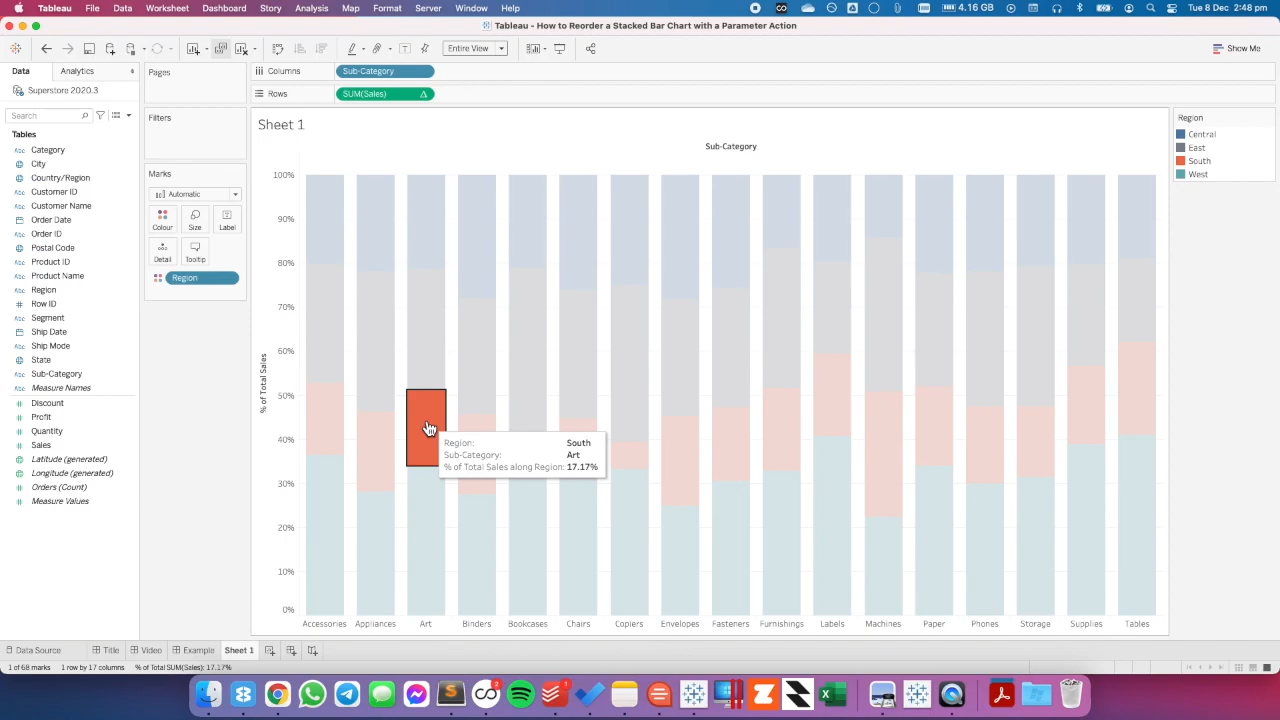 Tableau File Data Worksheet Dashboard Story Analysis Map Format Server Window Help 4.16 GB Tue 8 Dec 2:48 pm
Tableau - How to Reorder a Stacked Bar Chart with a Parameter Action
Entire View Show Me
Data Analytics Pages Columns Sub-Category
Superstore 2020.3 Rows SUM(Sales)
Search Filters Sheet 1 Region
Tables Sub-Category Central
Category East
City Marks South
Country/Region Automatic West
Customer ID
Customer Name
Order Date Colour Size Label
Order ID
Postal Code Detail Tooltip
Product ID
Product Name Region
Region
Row ID
Segment
Ship Date
Ship Mode
State
Sub-Category
Measure Names
Discount
Profit
Quantity
Sales
Latitude (generated)
Longitude (generated)
Orders (Count)
Measure Values
% of Total Sales
100%
90%
80%
70%
60%
50%
40%
30%
20%
10%
0%
Region: South
Sub-Category: Art
% of Total Sales along Region: 17.17%
Accessories Appliances Art Binders Bookcases Chairs Copiers Envelopes Fasteners Furnishings Labels Machines Paper Phones Storage Supplies Tables
Data Source Title Video Example Sheet 1
1 of 68 marks 1 row by 17 columns % of Total SUM(Sales): 17.17%
2 1